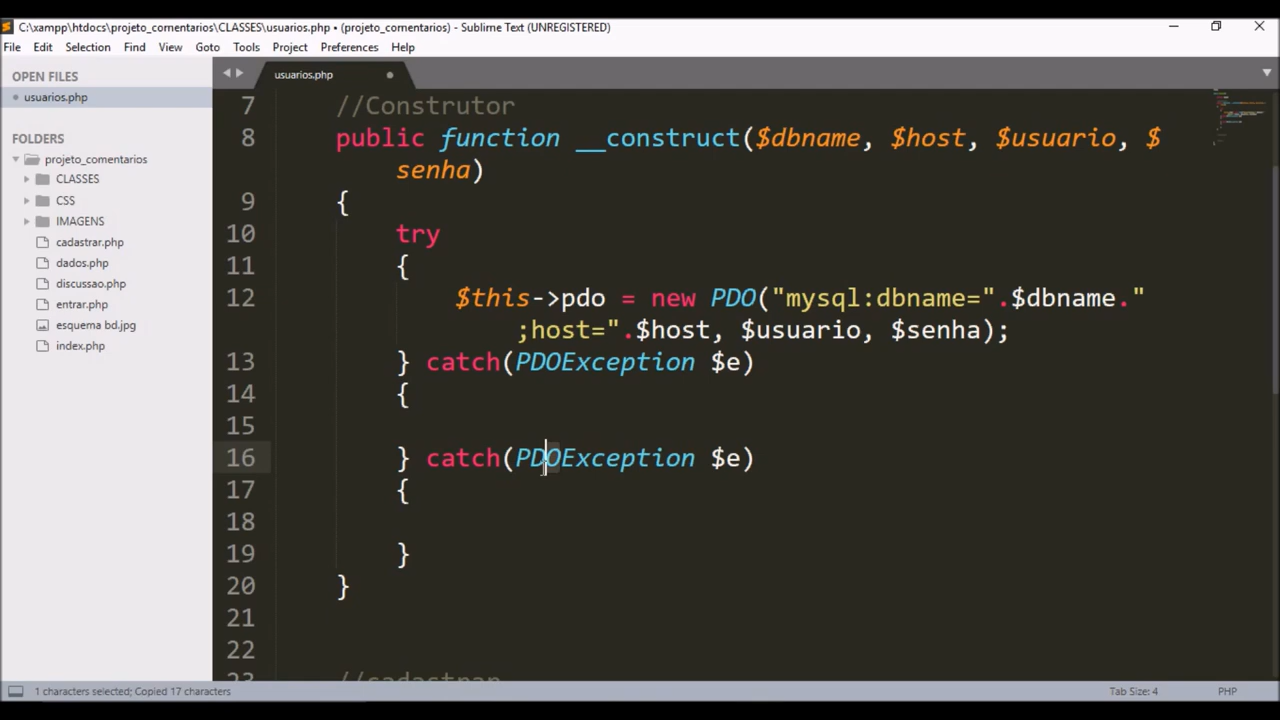 C:\xampp\htdocs\projeto_comentarios\CLASSES\usuarios.php • (projeto_comentarios) - Sublime Text (UNREGISTERED)
File Edit Selection View Goto Tools Project Preferences Help
OPEN FILES
usuarios.php
FOLDERS
projeto_comentarios
CLASSES
CSS
IMAGENS
cadastrar.php
dados.php
discussao.php
entrar.php
esquema bd.jpg
index.php
usuarios.php
7 //Construtor
8 public function __construct($dbname, $host, $usuario, $
senha)
9 {
10 try
11 {
12 $this->pdo = new PDO("mysql:dbname=".$dbname."
;host=".$host, $usuario, $senha);
13 } catch(PDOException $e)
14 {
15
16 } catch(PDOException $e)
17 {
18
19 }
20 }
21
22
23 //cadastrar
1 characters selected; Copied 17 characters
Tab Size: 4
PHP